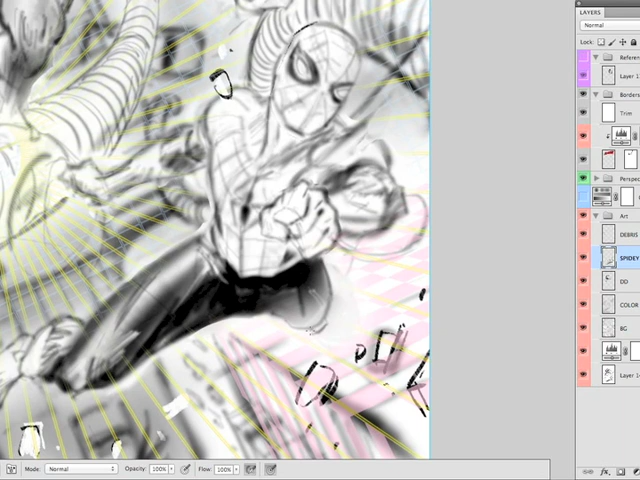 LAYERS
Normal
Lock:
Referen
Layer 1
Borders
Trim
Perspec
Art
DEBRIS
SPIDEY
DD
COLOR
BG
Layer 1
Mode: Normal Opacity: 100% Flow: 100%
fx